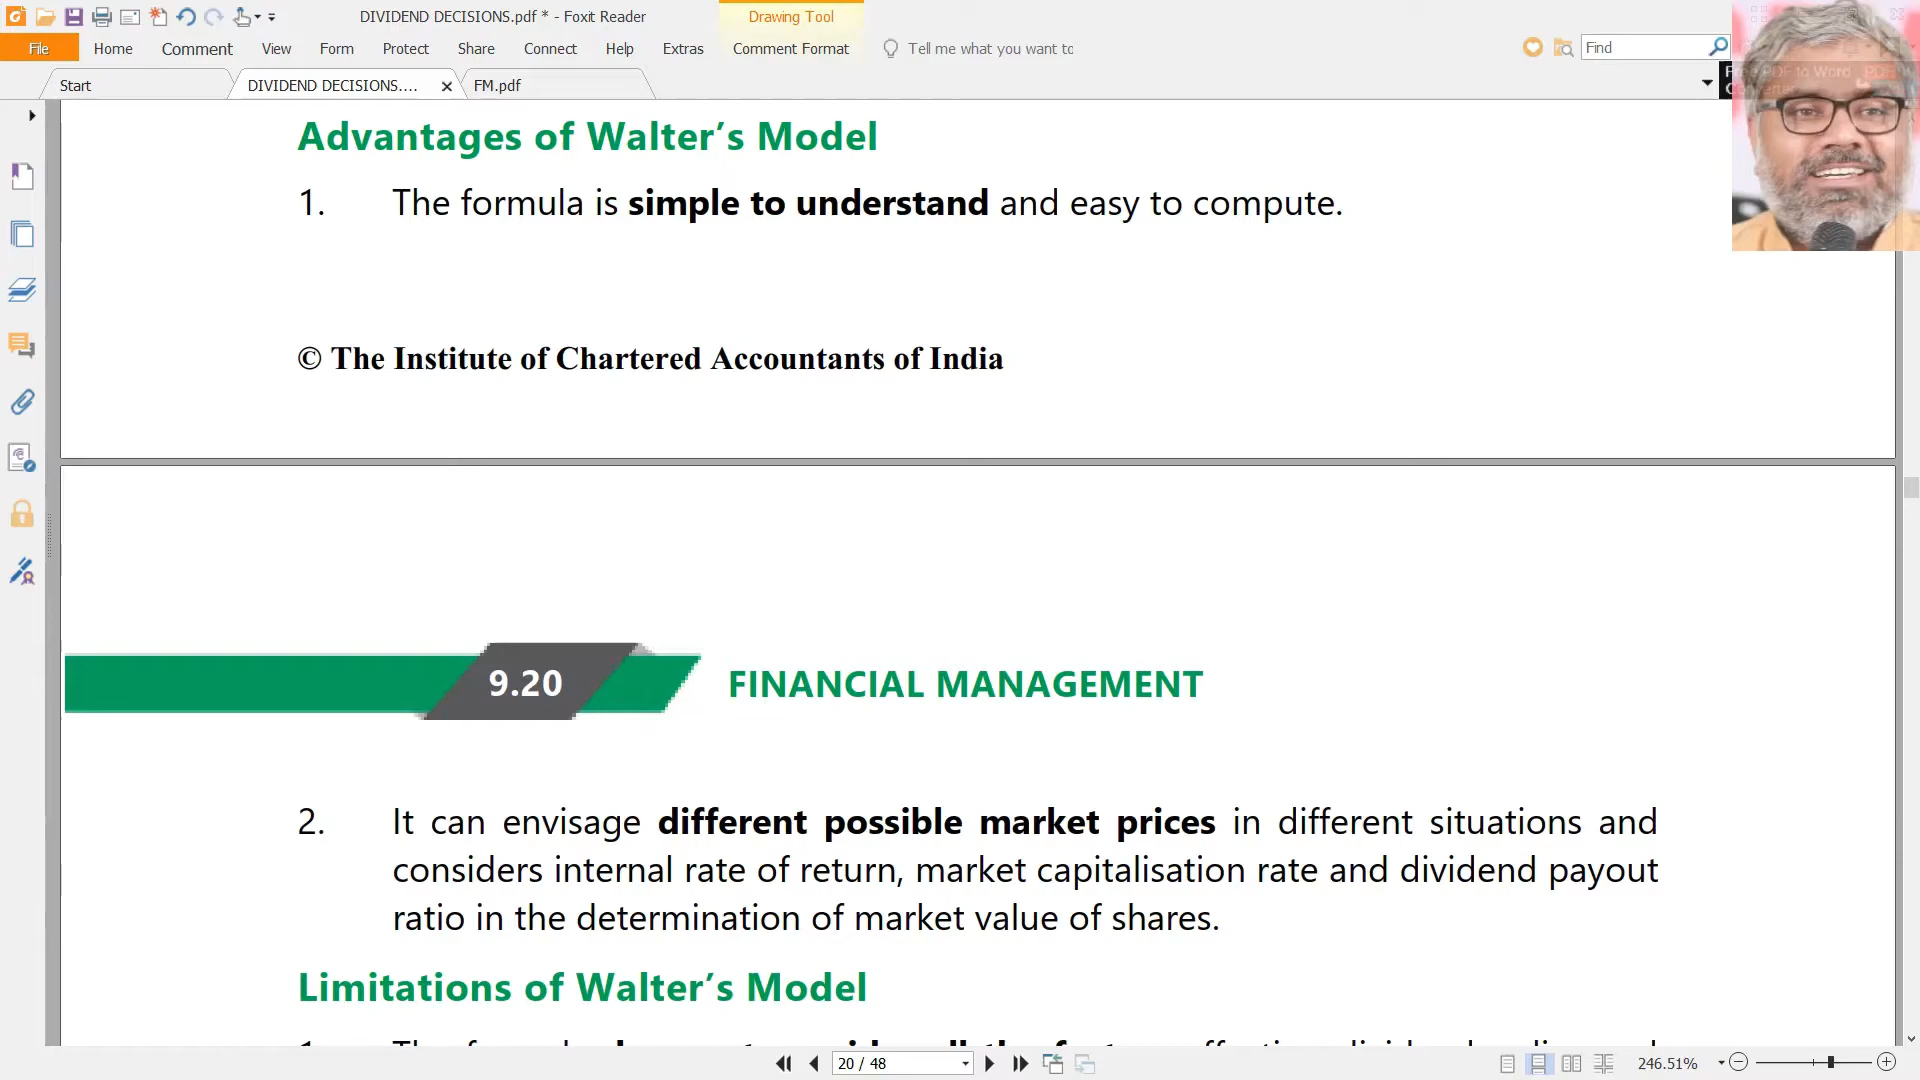 DIVIDEND DECISIONS.pdf * - Foxit Reader
Drawing Tool
File
Home
Comment
View
Form
Protect
Share
Connect
Help
Extras
Comment Format
Tell me what you want to
Find
Start
DIVIDEND DECISIONS....
FM.pdf
PDF to Word
Advantages of Walter’s Model
1. The formula is simple to understand and easy to compute.
© The Institute of Chartered Accountants of India
9.20
FINANCIAL MANAGEMENT
2. It can envisage different possible market prices in different situations and
considers internal rate of return, market capitalisation rate and dividend payout
ratio in the determination of market value of shares.
Limitations of Walter’s Model
20 / 48
246.51%